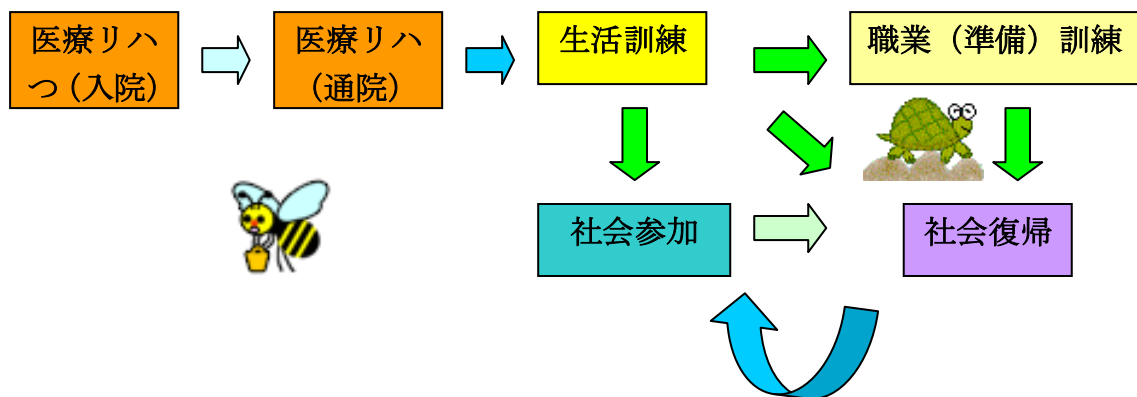 医療リハ
つ(入院)
医療リハ
(通院)
生活訓練
職業（準備）訓練
社会参加
社会復帰